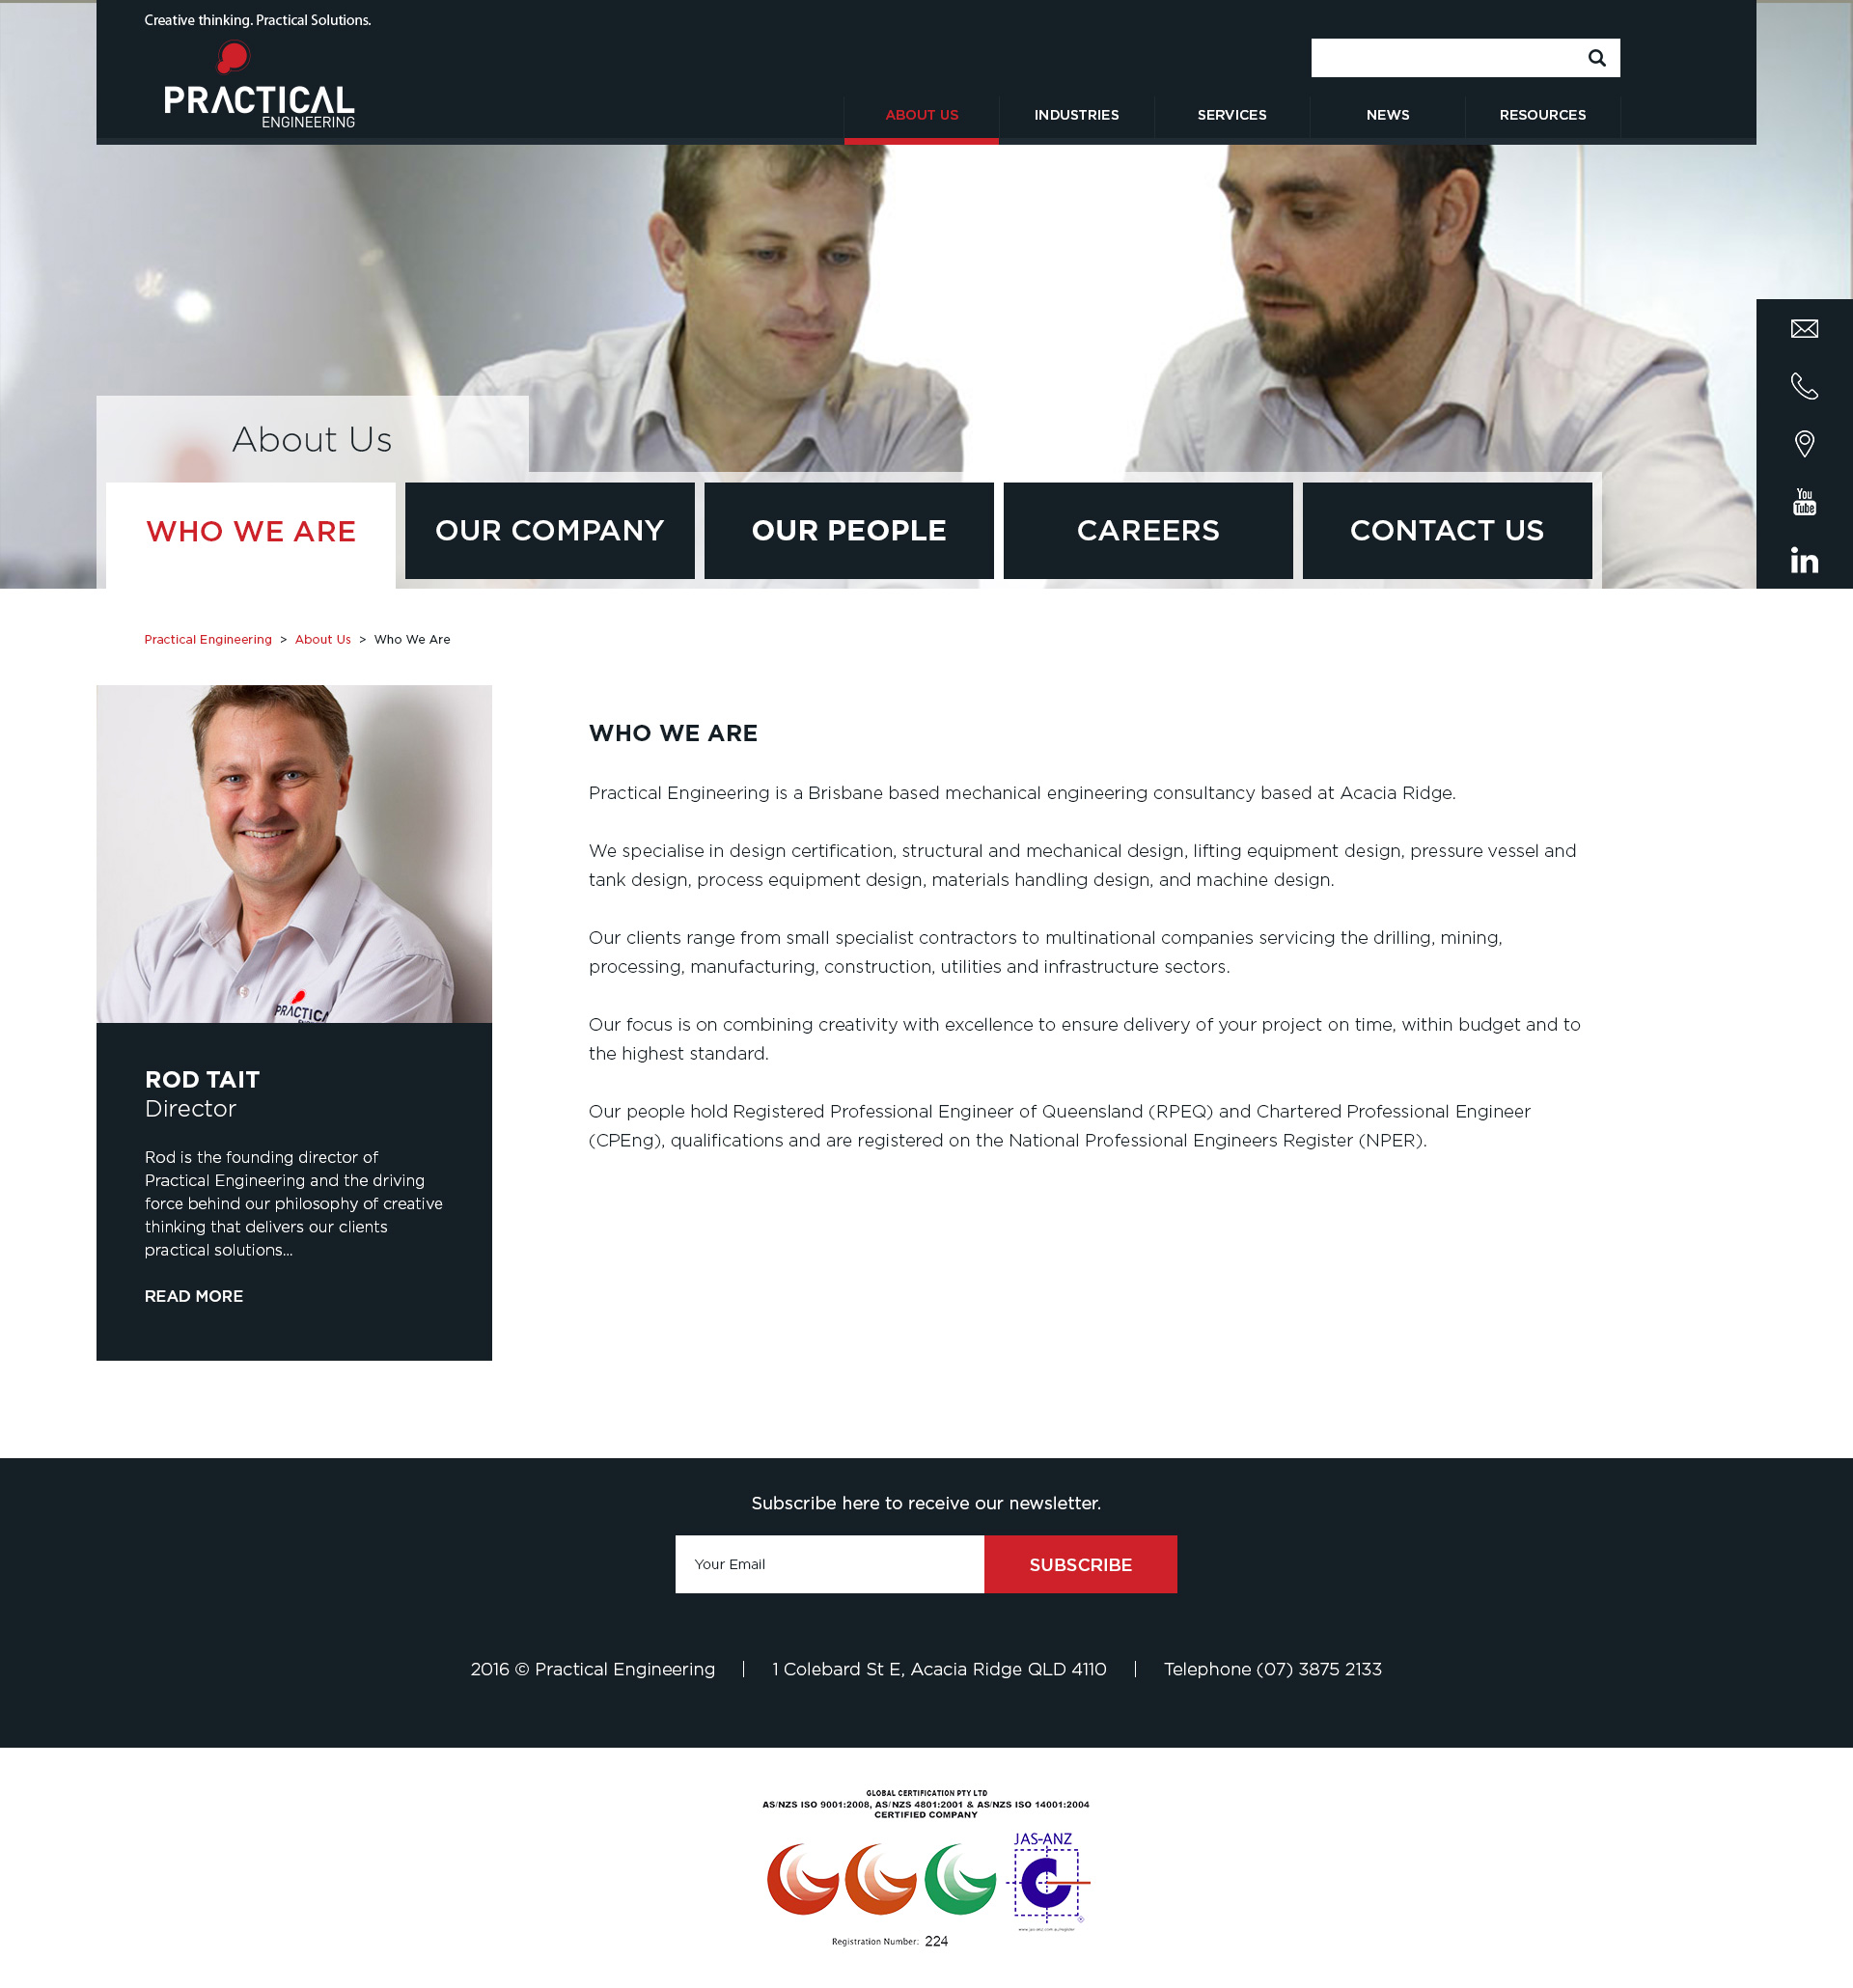 Creative thinking. Practical Solutions.
PRACTICAL
ENGINEERING
ABOUT US
INDUSTRIES
SERVICES
NEWS
RESOURCES
About Us
You
Tube
in
WHO WE ARE
OUR COMPANY
OUR PEOPLE
CAREERS
CONTACT US
Practical Engineering > About Us > Who We Are
PRACTICA
ROD TAIT
Director
Rod is the founding director of
Practical Engineering and the driving
force behind our philosophy of creative
thinking that delivers our clients
practical solutions...
READ MORE
WHO WE ARE
Practical Engineering is a Brisbane based mechanical engineering consultancy based at Acacia Ridge.
We specialise in design certification, structural and mechanical design, lifting equipment design, pressure vessel and
tank design, process equipment design, materials handling design, and machine design.
Our clients range from small specialist contractors to multinational companies servicing the drilling, mining,
processing, manufacturing, construction, utilities and infrastructure sectors.
Our focus is on combining creativity with excellence to ensure delivery of your project on time, within budget and to
the highest standard.
Our people hold Registered Professional Engineer of Queensland (RPEQ) and Chartered Professional Engineer
(CPEng), qualifications and are registered on the National Professional Engineers Register (NPER).
Subscribe here to receive our newsletter.
Your Email
SUBSCRIBE
2016 © Practical Engineering | 1 Colebard St E, Acacia Ridge QLD 4110 | Telephone (07) 3875 2133
GLOBAL CERTIFICATION PTY LTD
AS/NZS ISO 9001:2008, AS/NZS 4801:2001 & AS/NZS ISO 14001:2004
CERTIFIED COMPANY
JAS-ANZ
®
Registration Number: 224